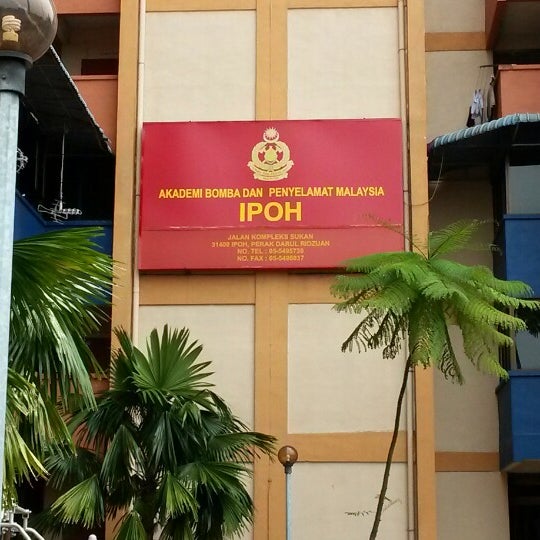 AKADEMI BOMBA DAN PENYELAMAT MALAYSIA
IPOH
JALAN KOMPLEKS SUKAN
31400 IPOH, PERAK DARUL RIDZUAN
NO. TEL : 05-5495730
NO. FAX : 05-5486037